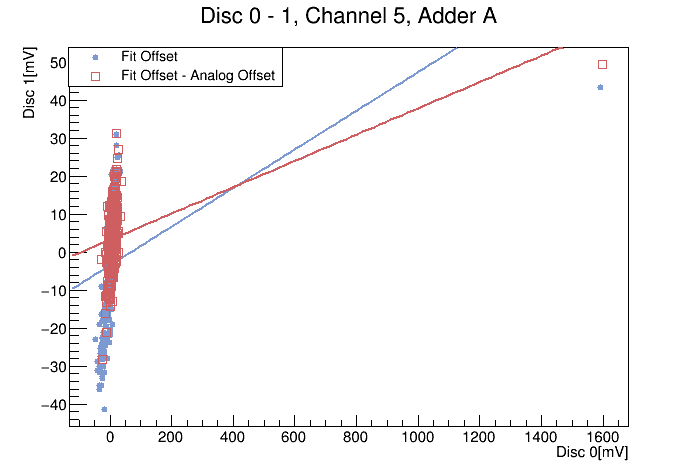 Disc 0 - 1, Channel 5, Adder A
Disc 1[mV]
Fit Offset
Fit Offset - Analog Offset
50
40
30
20
10
0
−10
−20
−30
−40
0 200 400 600 800 1000 1200 1400 1600
Disc 0[mV]